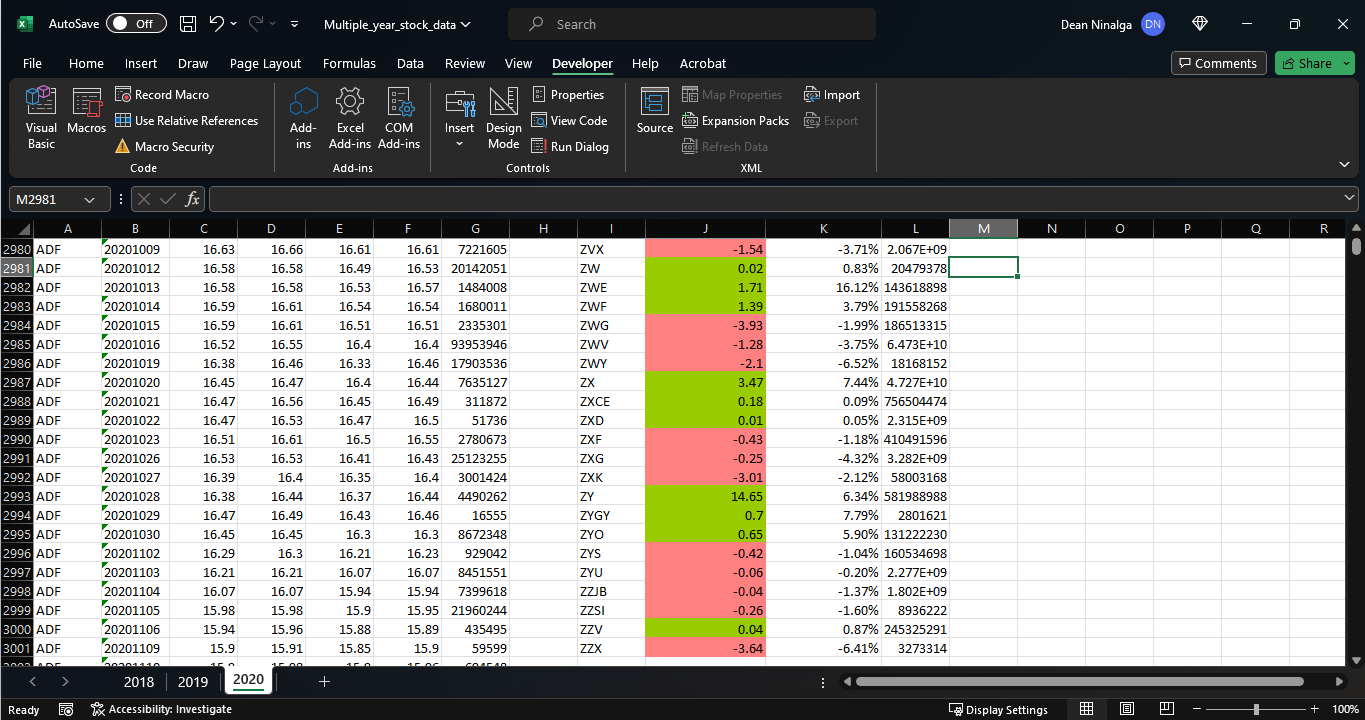 AutoSave Off Multiple_year_stock_data Search Dean Ninalga DN
File Home Insert Draw Page Layout Formulas Data Review View Developer Help Acrobat Comments Share
Visual Basic Macros Record Macro Use Relative References Macro Security Code
Add-ins Excel Add-ins COM Add-ins Add-ins
Insert Design Mode Properties View Code Run Dialog Controls
Source Map Properties Expansion Packs Refresh Data Import Export XML
M2981 fx
A B C D E F G H I J K L M N O P Q R
2980 ADF 20201009 16.63 16.66 16.61 16.61 7221605 ZVX -1.54 -3.71% 2.067E+09
2981 ADF 20201012 16.58 16.58 16.49 16.53 20142051 ZW 0.02 0.83% 20479378
2982 ADF 20201013 16.58 16.58 16.53 16.57 1484008 ZWE 1.71 16.12% 143618898
2983 ADF 20201014 16.59 16.61 16.54 16.54 1680011 ZWF 1.39 3.79% 191558268
2984 ADF 20201015 16.59 16.61 16.51 16.51 2335301 ZWG -3.93 -1.99% 186513315
2985 ADF 20201016 16.52 16.55 16.4 16.4 93953946 ZWV -1.28 -3.75% 6.473E+10
2986 ADF 20201019 16.38 16.46 16.33 16.46 17903536 ZWY -2.1 -6.52% 18168152
2987 ADF 20201020 16.45 16.47 16.4 16.44 7635127 ZX 3.47 7.44% 4.727E+10
2988 ADF 20201021 16.47 16.56 16.45 16.49 311872 ZXCE 0.18 0.09% 756504474
2989 ADF 20201022 16.47 16.53 16.47 16.5 51736 ZXD 0.01 0.05% 2.315E+09
2990 ADF 20201023 16.51 16.61 16.5 16.55 2780673 ZXF -0.43 -1.18% 410491596
2991 ADF 20201026 16.53 16.53 16.41 16.43 25123255 ZXG -0.25 -4.32% 3.282E+09
2992 ADF 20201027 16.39 16.4 16.35 16.4 3001424 ZXK -3.01 -2.12% 58003168
2993 ADF 20201028 16.38 16.44 16.37 16.44 4490262 ZY 14.65 6.34% 581988988
2994 ADF 20201029 16.47 16.49 16.43 16.46 16555 ZYGY 0.7 7.79% 2801621
2995 ADF 20201030 16.45 16.45 16.3 16.3 8672348 ZYO 0.65 5.90% 131222230
2996 ADF 20201102 16.29 16.3 16.21 16.23 929042 ZYS -0.42 -1.04% 160534698
2997 ADF 20201103 16.21 16.21 16.07 16.07 8451551 ZYU -0.06 -0.20% 2.277E+09
2998 ADF 20201104 16.07 16.07 15.94 15.94 7399618 ZZJB -0.04 -1.37% 1.802E+09
2999 ADF 20201105 15.98 15.98 15.9 15.95 21960244 ZZSI -0.26 -1.60% 8936222
3000 ADF 20201106 15.94 15.96 15.88 15.89 435495 ZZV 0.04 0.87% 245325291
3001 ADF 20201109 15.9 15.91 15.85 15.9 59599 ZZX -3.64 -6.41% 3273314
2018 2019 2020
Ready Accessibility: Investigate Display Settings 100%